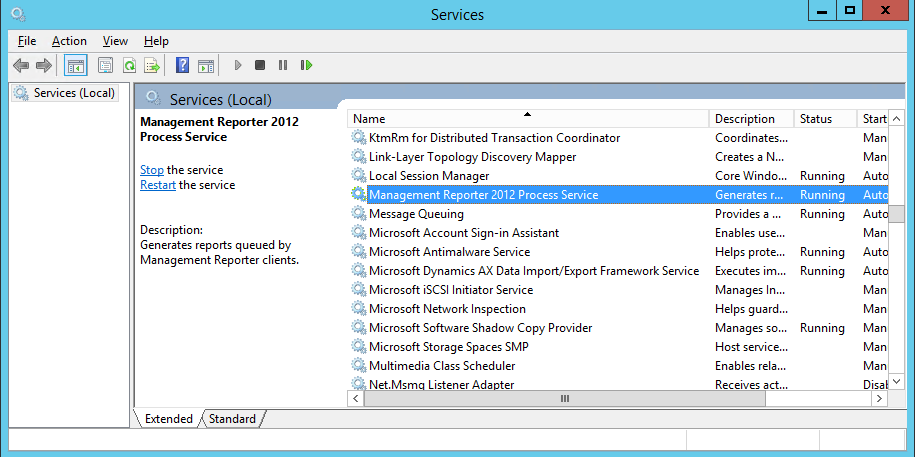 Services
File Action View Help
Services (Local)
Services (Local)
Management Reporter 2012
Process Service
Stop the service
Restart the service
Description:
Generates reports queued by
Management Reporter clients.
Name Description Status Start
KtmRm for Distributed Transaction Coordinator Coordinates... Man
Link-Layer Topology Discovery Mapper Creates a N... Man
Local Session Manager Core Windo... Running Auto
Management Reporter 2012 Process Service Generates r... Running Auto
Message Queuing Provides a ... Running Auto
Microsoft Account Sign-in Assistant Enables use... Man
Microsoft Antimalware Service Helps prote... Running Auto
Microsoft Dynamics AX Data Import/Export Framework Service Executes im... Running Auto
Microsoft iSCSI Initiator Service Manages In... Man
Microsoft Network Inspection Helps guard... Man
Microsoft Software Shadow Copy Provider Manages so... Running Man
Microsoft Storage Spaces SMP Host service... Man
Multimedia Class Scheduler Enables rela... Man
Net.Msmq Listener Adapter Receives act... Disab
Extended Standard